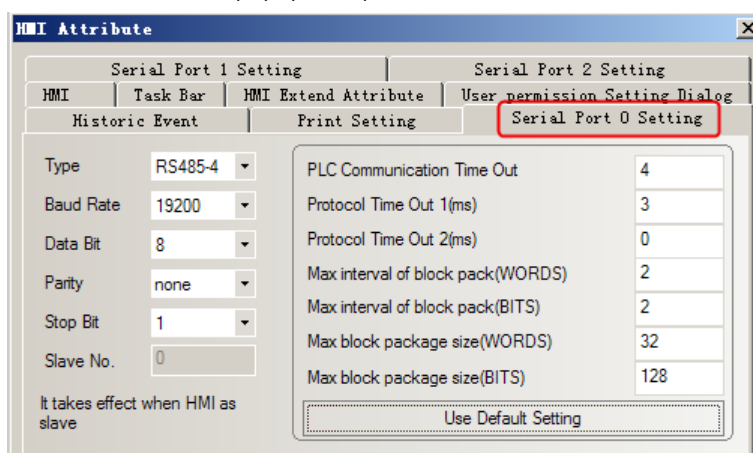 HMI Attribute
Serial Port 1 Setting Serial Port 2 Setting
HMI Task Bar HMI Extend Attribute User permission Setting Dialog
Historic Event Print Setting Serial Port 0 Setting
Type RS485-4
Baud Rate 19200
Data Bit 8
Parity none
Stop Bit 1
Slave No. 0
It takes effect when HMI as
slave
PLC Communication Time Out 4
Protocol Time Out 1(ms) 3
Protocol Time Out 2(ms) 0
Max interval of block pack(WORDS) 2
Max interval of block pack(BITS) 2
Max block package size(WORDS) 32
Max block package size(BITS) 128
Use Default Setting